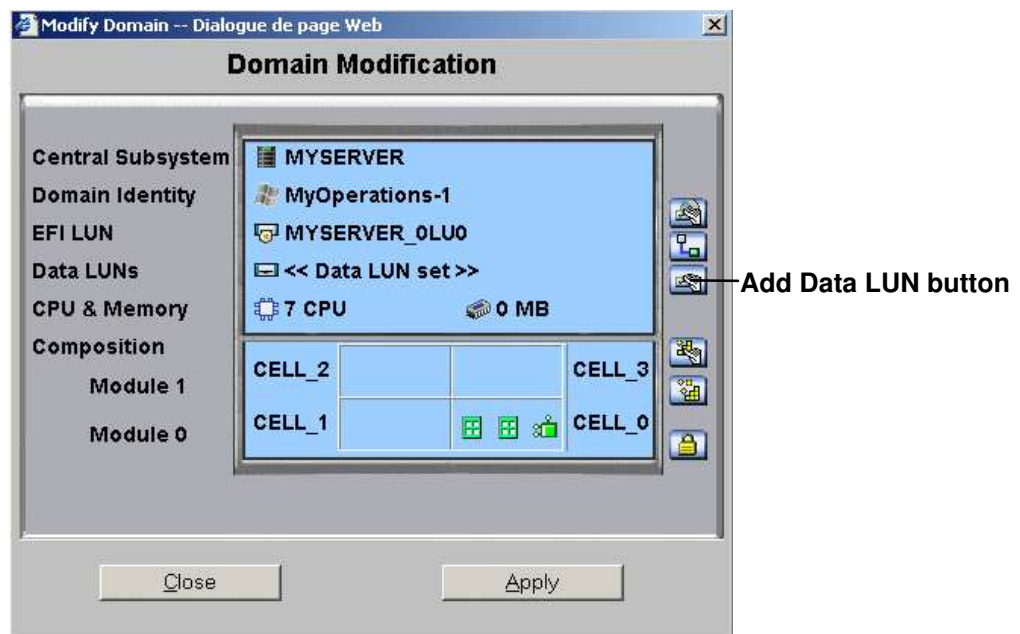 Modify Domain -- Dialogue de page Web
Domain Modification
Central Subsystem MYSERVER
Domain Identity MyOperations-1
EFI LUN MYSERVER_0LU0
Data LUNs << Data LUN set >>
Add Data LUN button
CPU & Memory 7 CPU 0 MB
Composition
Module 1 CELL_2 CELL_3
Module 0 CELL_1 CELL_0
Close Apply